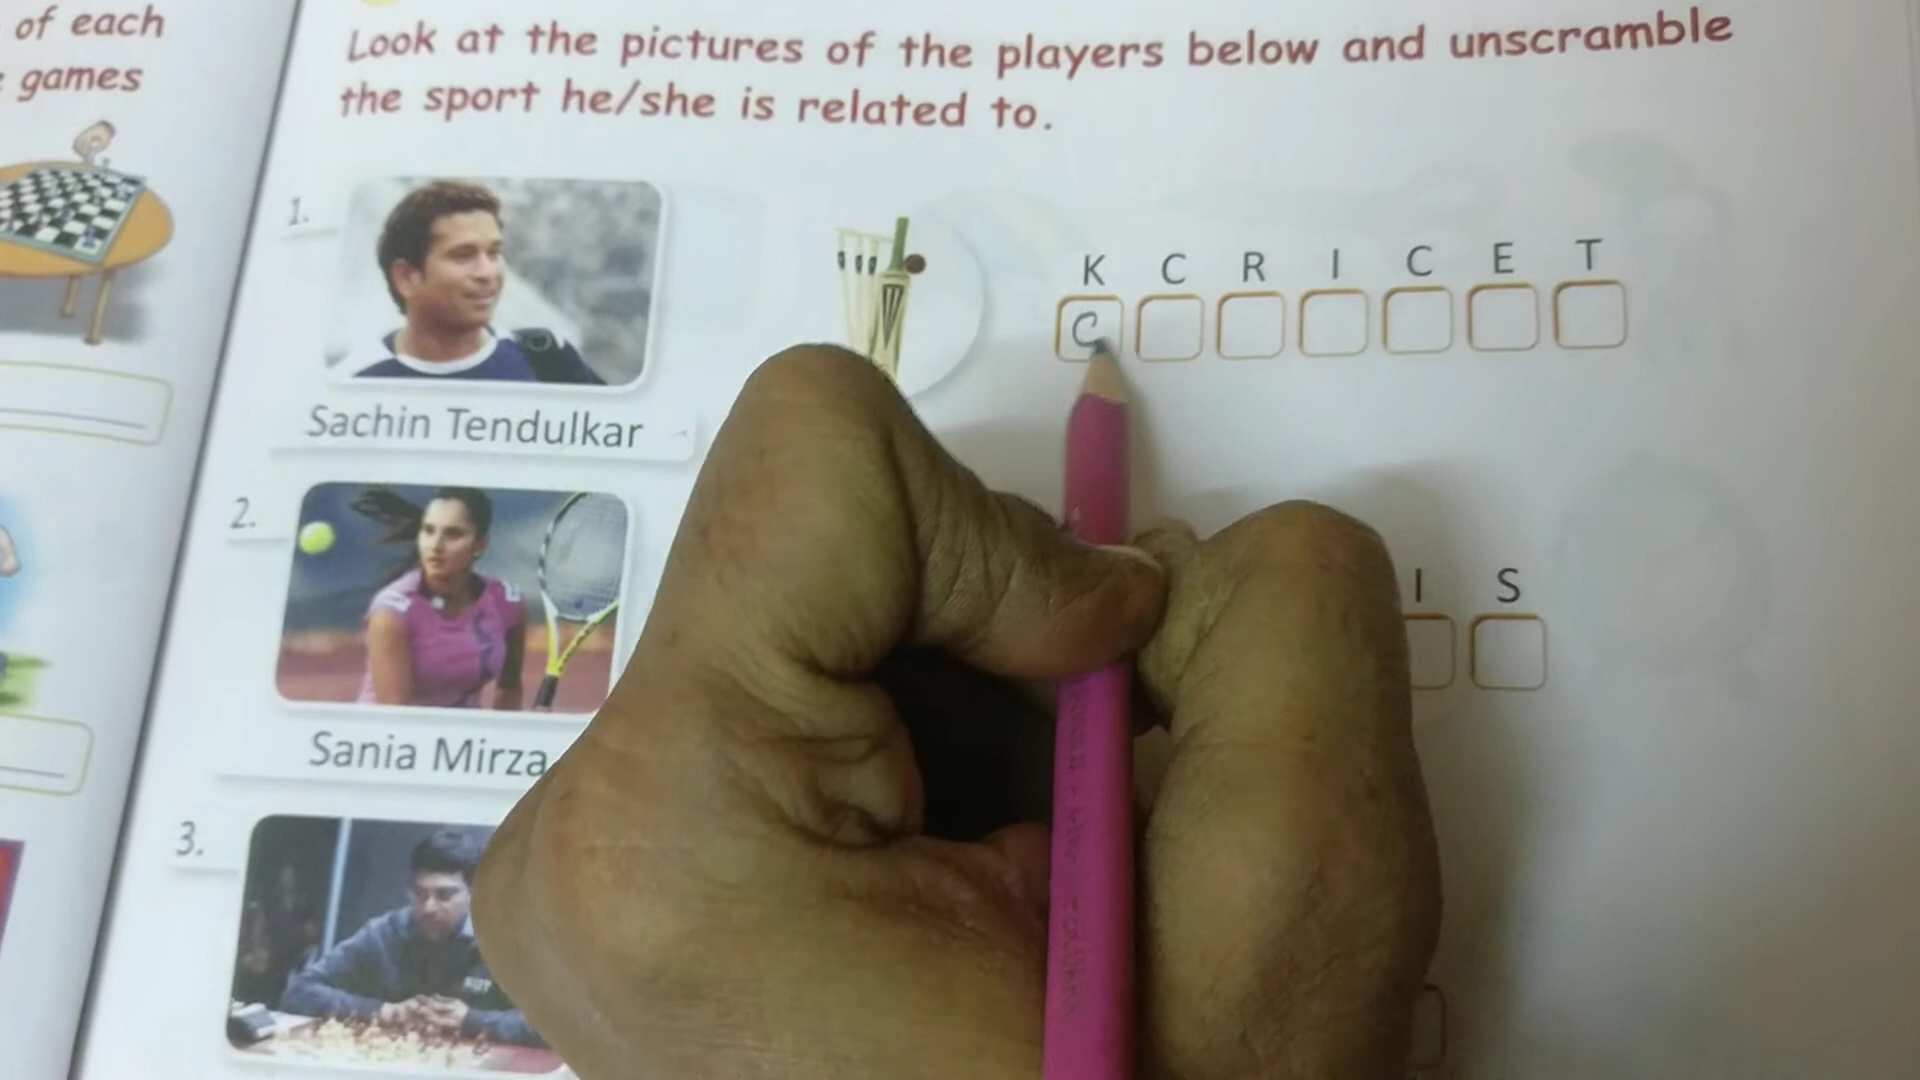 of each
games
Look at the pictures of the players below and unscramble
the sport he/she is related to.
1.
K C R I C E T
C
Sachin Tendulkar
2.
I S
Sania Mirza
3.